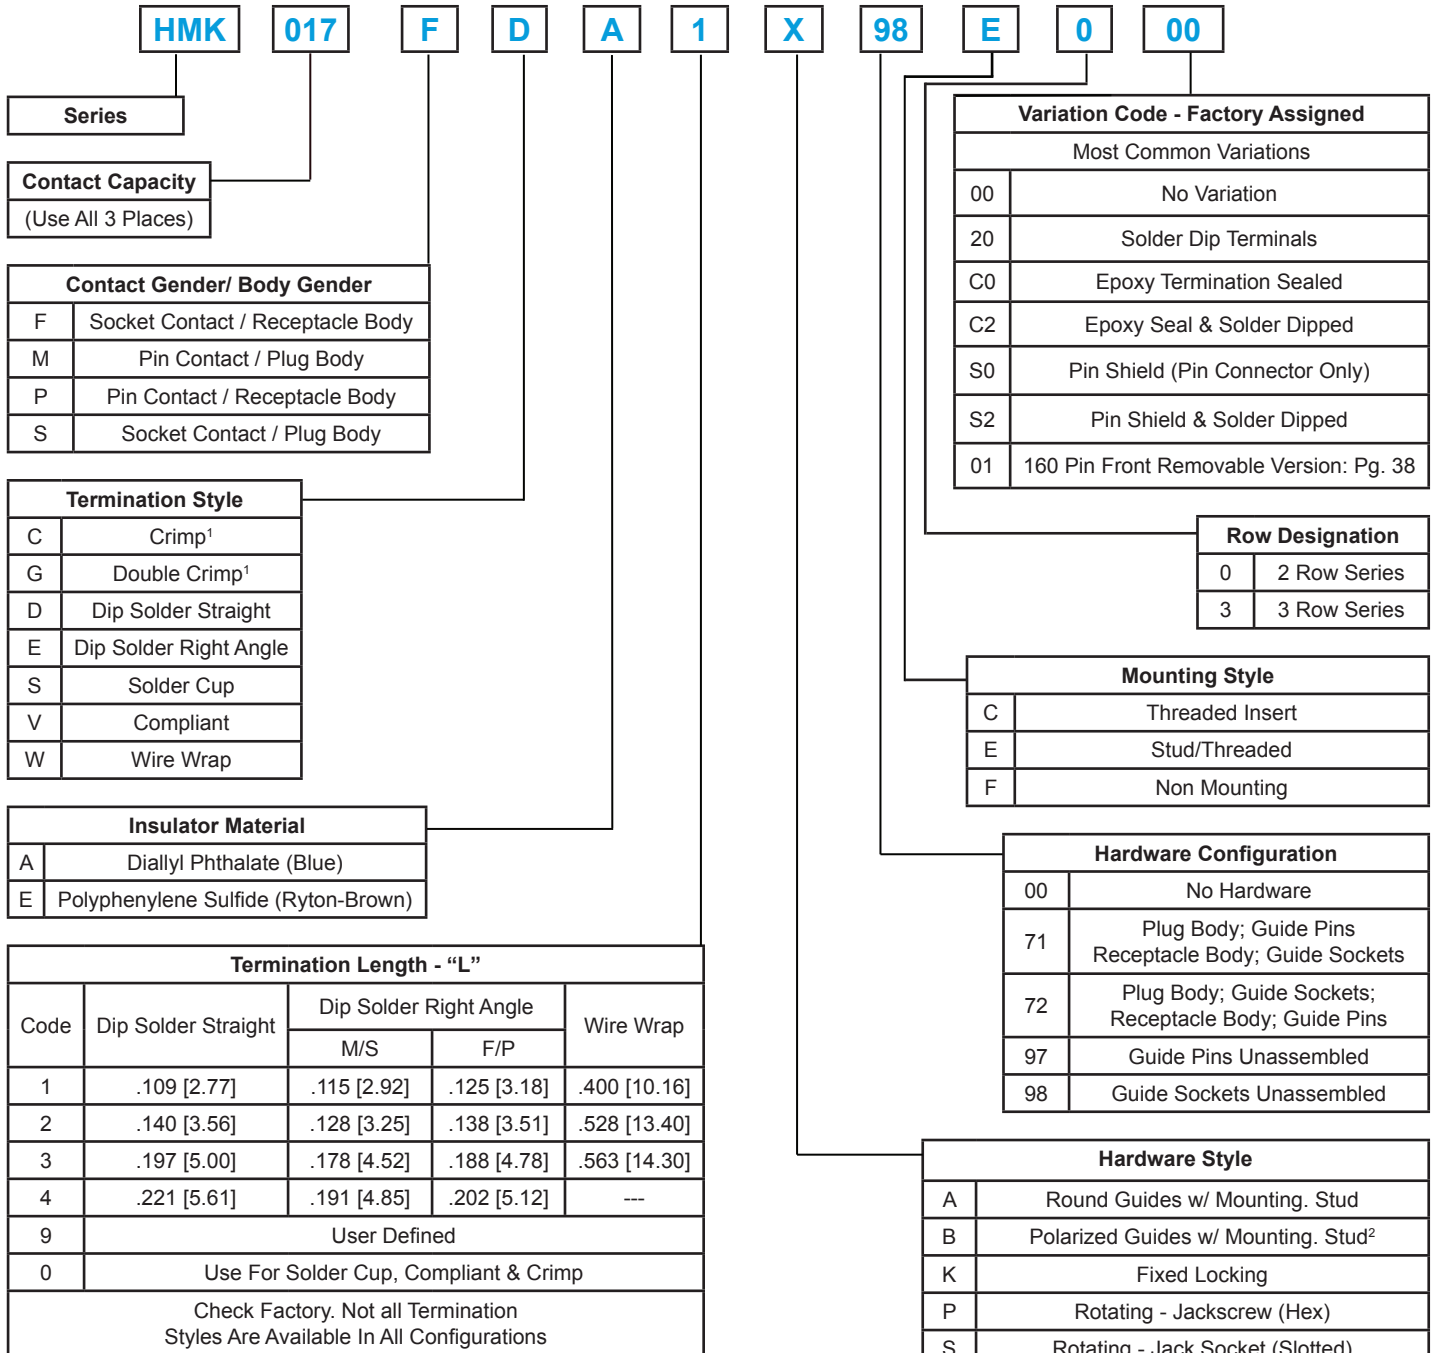 HMK 017 F D A 1 X 98 E 0 00
Series
Contact Capacity
(Use All 3 Places)
Contact Gender/ Body Gender
F Socket Contact / Receptacle Body
M Pin Contact / Plug Body
P Pin Contact / Receptacle Body
S Socket Contact / Plug Body
Termination Style
C Crimp¹
G Double Crimp¹
D Dip Solder Straight
E Dip Solder Right Angle
S Solder Cup
V Compliant
W Wire Wrap
Insulator Material
A Diallyl Phthalate (Blue)
E Polyphenylene Sulfide (Ryton-Brown)
Termination Length - “L”
Code Dip Solder Straight Dip Solder Right Angle Wire Wrap
M/S F/P
1 .109 [2.77] .115 [2.92] .125 [3.18] .400 [10.16]
2 .140 [3.56] .128 [3.25] .138 [3.51] .528 [13.40]
3 .197 [5.00] .178 [4.52] .188 [4.78] .563 [14.30]
4 .221 [5.61] .191 [4.85] .202 [5.12] ---
9 User Defined
0 Use For Solder Cup, Compliant & Crimp
Check Factory. Not all Termination
Styles Are Available In All Configurations
Variation Code - Factory Assigned
Most Common Variations
00 No Variation
20 Solder Dip Terminals
C0 Epoxy Termination Sealed
C2 Epoxy Seal & Solder Dipped
S0 Pin Shield (Pin Connector Only)
S2 Pin Shield & Solder Dipped
01 160 Pin Front Removable Version: Pg. 38
Row Designation
0 2 Row Series
3 3 Row Series
Mounting Style
C Threaded Insert
E Stud/Threaded
F Non Mounting
Hardware Configuration
00 No Hardware
71 Plug Body; Guide Pins
Receptacle Body; Guide Sockets
72 Plug Body; Guide Sockets;
Receptacle Body; Guide Pins
97 Guide Pins Unassembled
98 Guide Sockets Unassembled
Hardware Style
A Round Guides w/ Mounting. Stud
B Polarized Guides w/ Mounting. Stud²
K Fixed Locking
P Rotating - Jackscrew (Hex)
S Rotating - Jack Socket (Slotted)